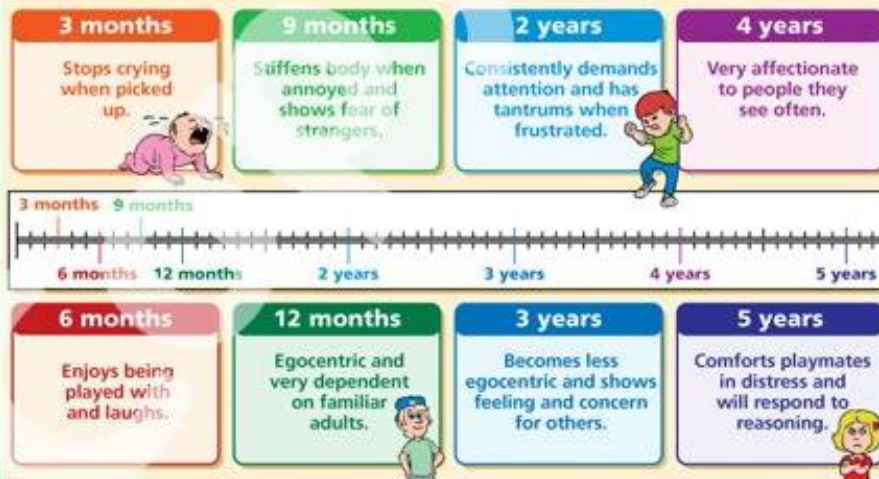 3 months
Stops crying
when picked
up.
9 months
Stiffens body when
annoyed and
shows fear of
strangers.
2 years
Consistently demands
attention and has
tantrums when
frustrated.
4 years
Very affectionate
to people they
see often.
3 months 9 months
6 months 12 months 2 years 3 years 4 years 5 years
6 months
Enjoys being
played with
and laughs.
12 months
Egocentric and
very dependent
on familiar
adults.
3 years
Becomes less
egocentric and shows
feeling and concern
for others.
5 years
Comforts playmates
in distress and
will respond to
reasoning.